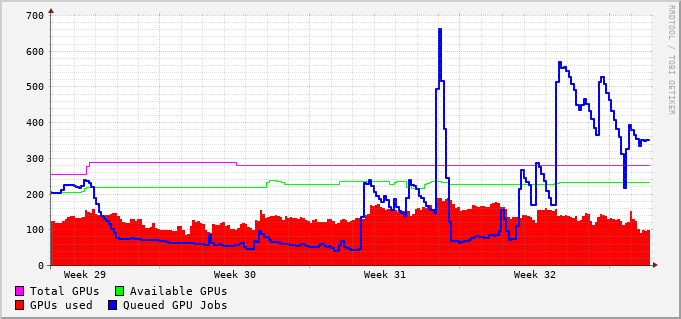 700
600
500
400
300
200
100
0
Week 29 Week 30 Week 31 Week 32
Total GPUs Available GPUs
GPUs used Queued GPU Jobs
RRDTOOL / TOBI OETIKER